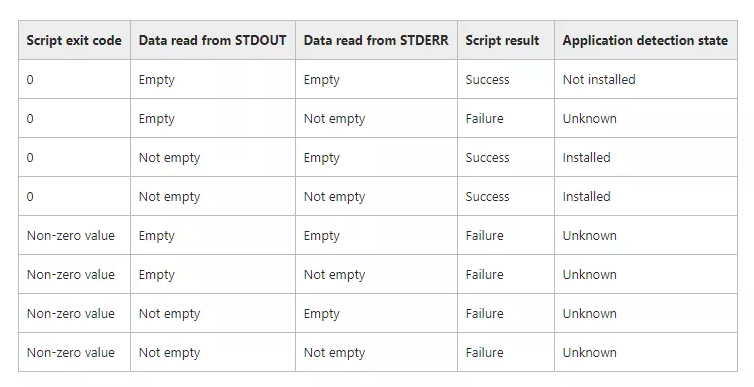 Script exit code Data read from STDOUT Data read from STDERR Script result Application detection state
0 Empty Empty Success Not installed
0 Empty Not empty Failure Unknown
0 Not empty Empty Success Installed
0 Not empty Not empty Success Installed
Non-zero value Empty Empty Failure Unknown
Non-zero value Empty Not empty Failure Unknown
Non-zero value Not empty Empty Failure Unknown
Non-zero value Not empty Not empty Failure Unknown